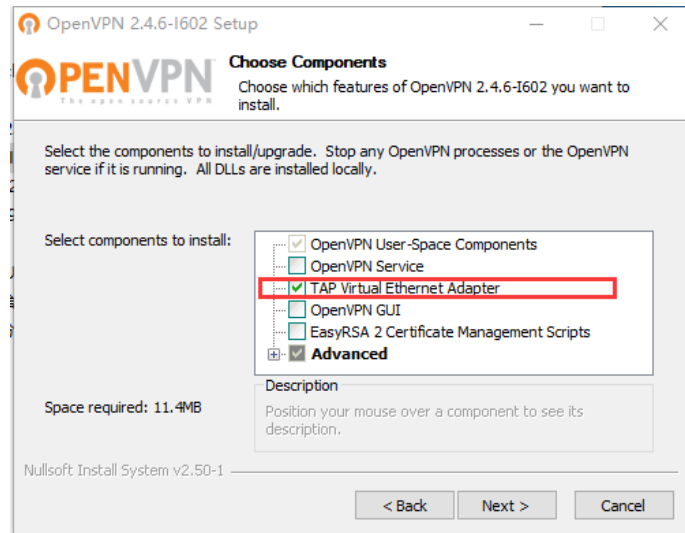 OpenVPN 2.4.6-I602 Setup
OPENVPN
The open source VPN
Choose Components
Choose which features of OpenVPN 2.4.6-I602 you want to
install.
Select the components to install/upgrade. Stop any OpenVPN processes or the OpenVPN
service if it is running. All DLLs are installed locally.
Select components to install:
OpenVPN User-Space Components
OpenVPN Service
TAP Virtual Ethernet Adapter
OpenVPN GUI
EasyRSA 2 Certificate Management Scripts
Advanced
Description
Space required: 11.4MB
Position your mouse over a component to see its
description.
Nullsoft Install System v2.50-1
< Back Next > Cancel